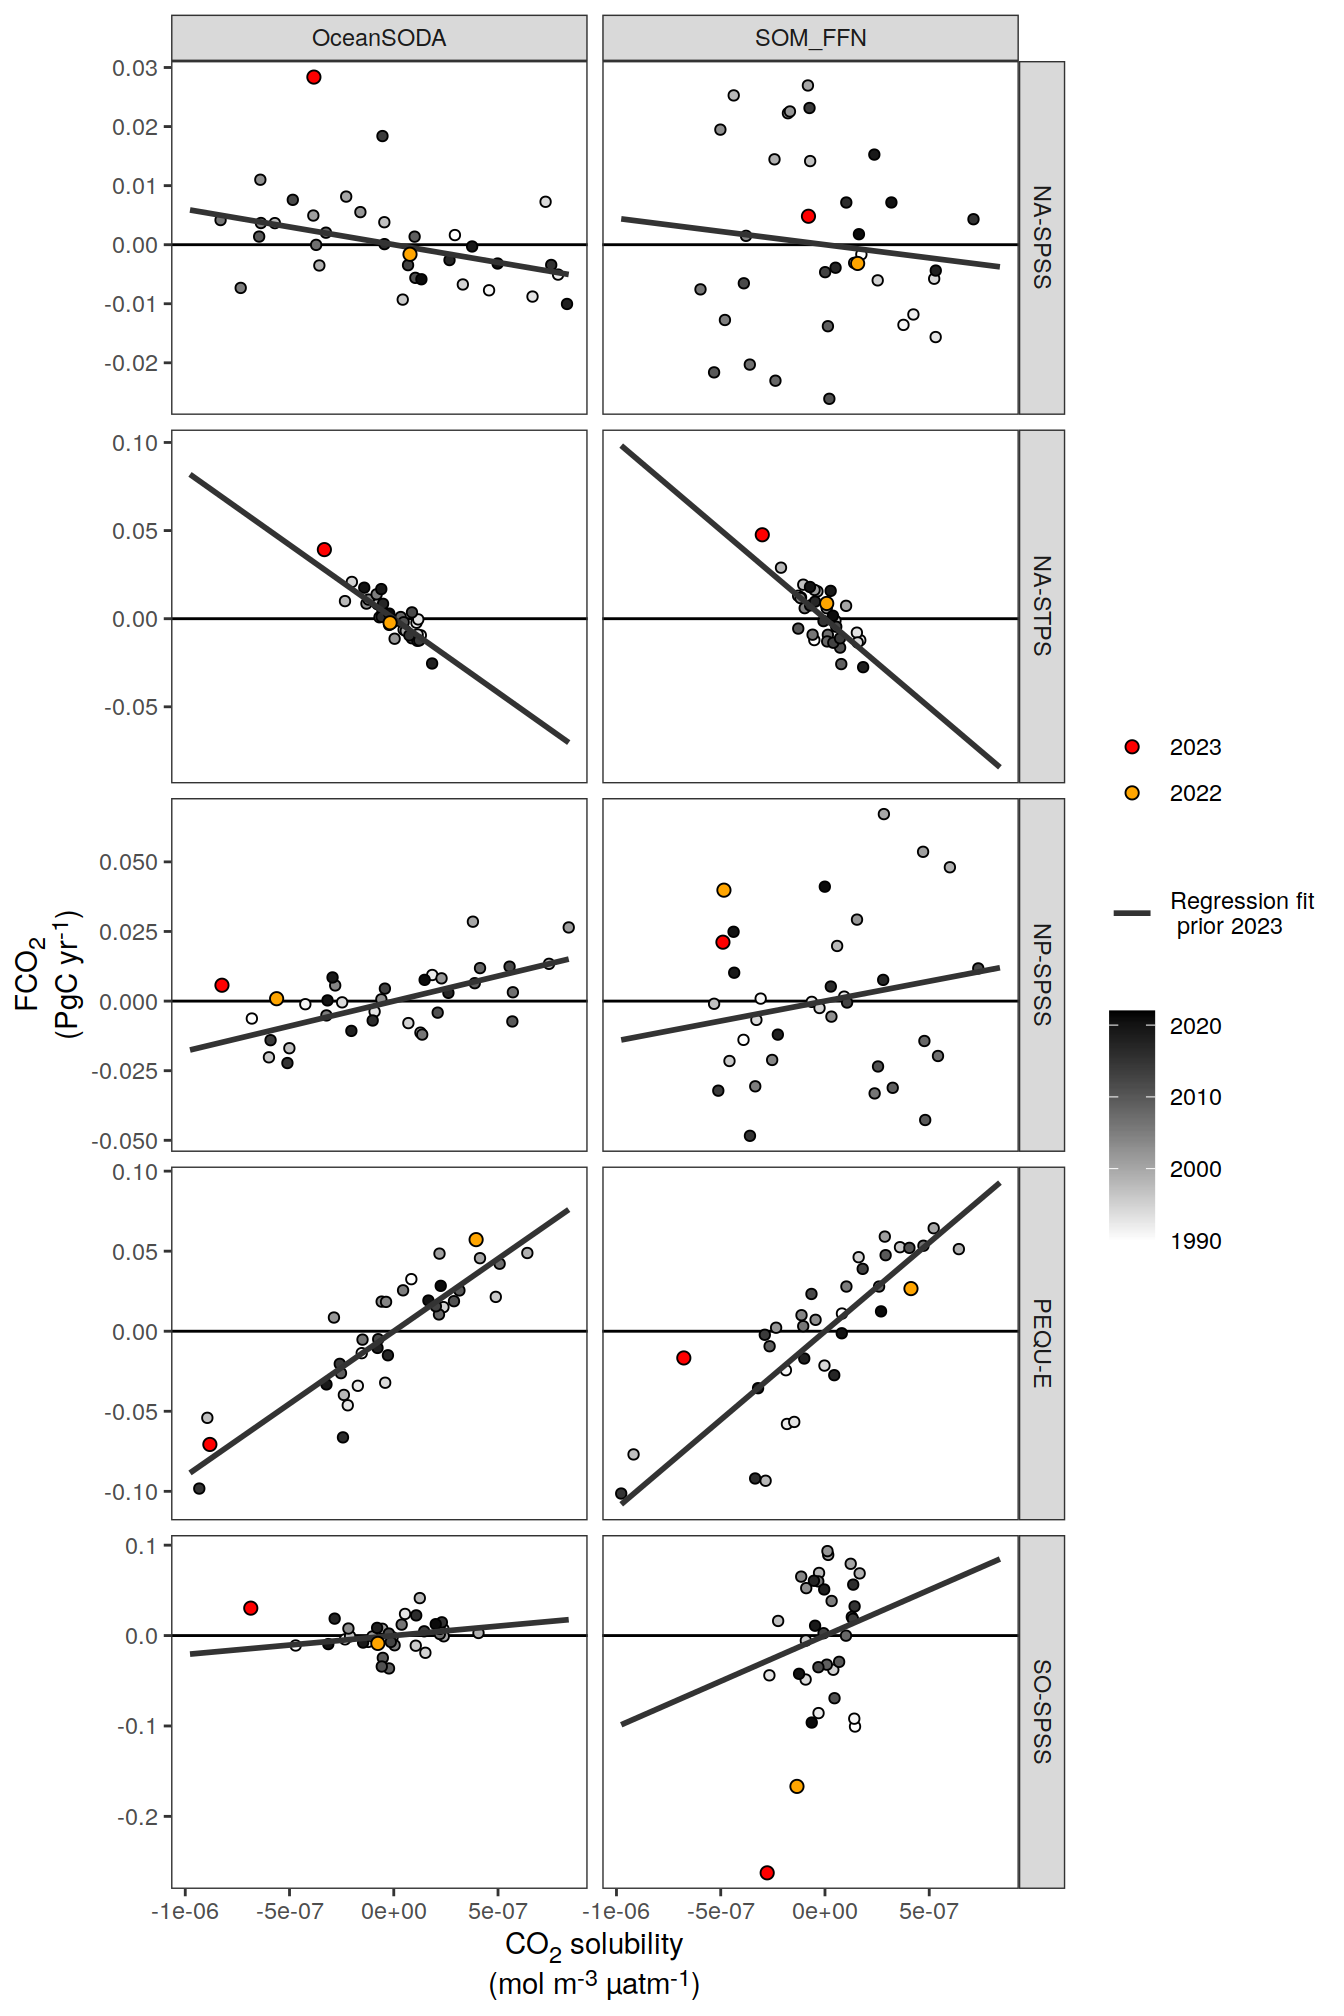 OceanSODA
SOM_FFN
0.03
0.02
0.01
0.00
-0.01
-0.02
NA-SPSS
0.10
0.05
0.00
-0.05
NA-STPS
0.050
0.025
0.000
-0.025
-0.050
NP-SPSS
0.10
0.05
0.00
-0.05
-0.10
PEQU-E
0.1
0.0
-0.1
-0.2
SO-SPSS
-1e-06
-5e-07
0e+00
5e-07
-1e-06
-5e-07
0e+00
5e-07
CO₂ solubility
(mol m⁻³ µatm⁻¹)
FCO₂
(PgC yr⁻¹)
2023
2022
Regression fit
prior 2023
2020
2010
2000
1990